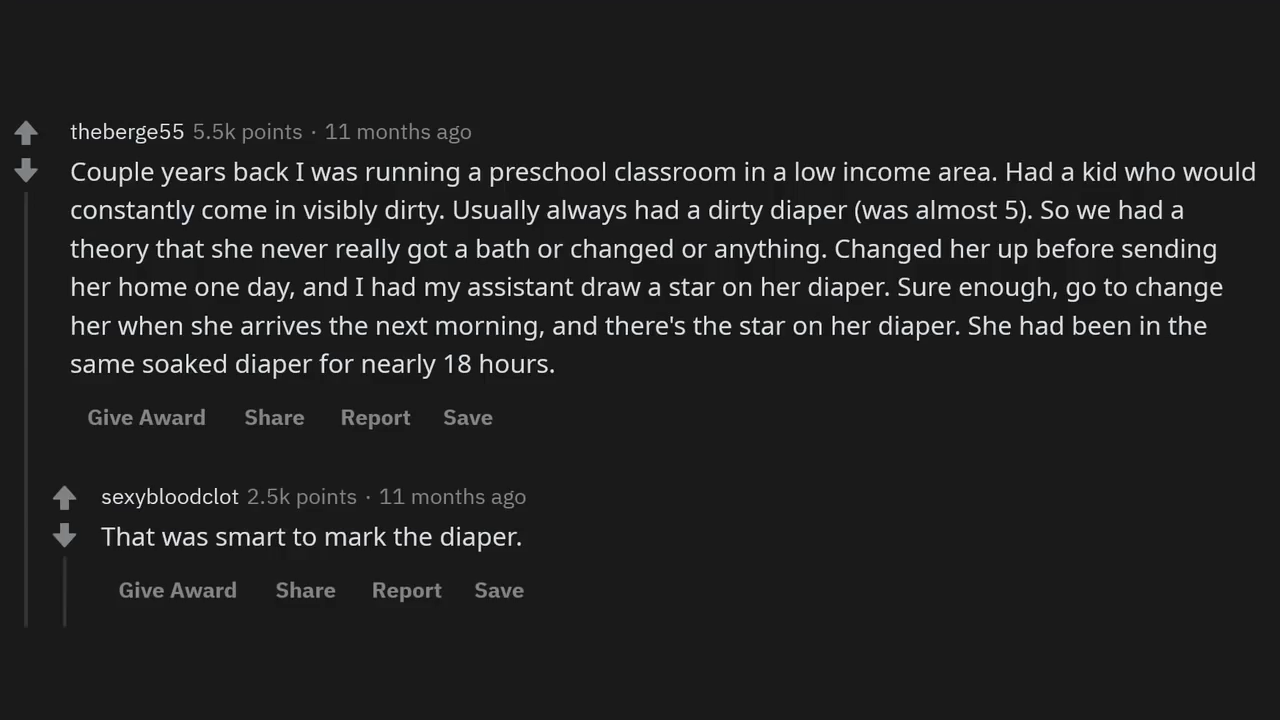 theberge55 5.5k points · 11 months ago
Couple years back I was running a preschool classroom in a low income area. Had a kid who would
constantly come in visibly dirty. Usually always had a dirty diaper (was almost 5). So we had a
theory that she never really got a bath or changed or anything. Changed her up before sending
her home one day, and I had my assistant draw a star on her diaper. Sure enough, go to change
her when she arrives the next morning, and there's the star on her diaper. She had been in the
same soaked diaper for nearly 18 hours.
Give Award Share Report Save
sexybloodclot 2.5k points · 11 months ago
That was smart to mark the diaper.
Give Award Share Report Save